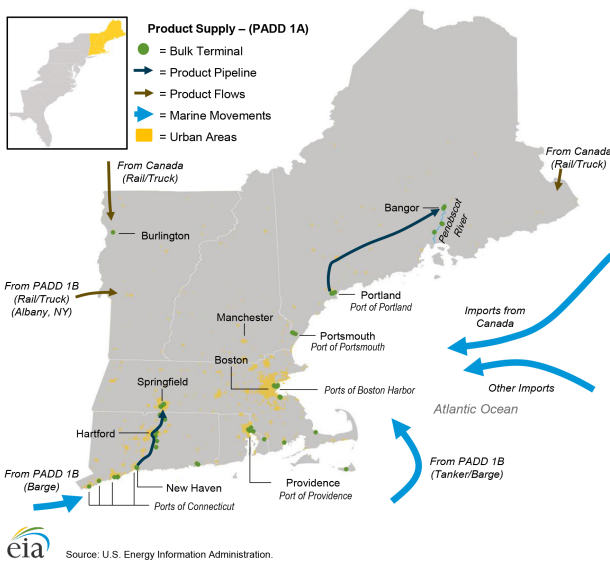 Product Supply – (PADD 1A)
= Bulk Terminal
= Product Pipeline
= Product Flows
= Marine Movements
= Urban Areas
From Canada
(Rail/Truck)
From Canada
(Rail/Truck)
Bangor
Penobscot
River
Burlington
From PADD 1B
(Rail/Truck)
(Albany, NY)
Portland
Port of Portland
Manchester
Imports from
Canada
Portsmouth
Port of Portsmouth
Boston
Springfield
Ports of Boston Harbor
Other Imports
Atlantic Ocean
Hartford
From PADD 1B
(Barge)
New Haven
Providence
Port of Providence
From PADD 1B
(Tanker/Barge)
Ports of Connecticut
eia
Source: U.S. Energy Information Administration.